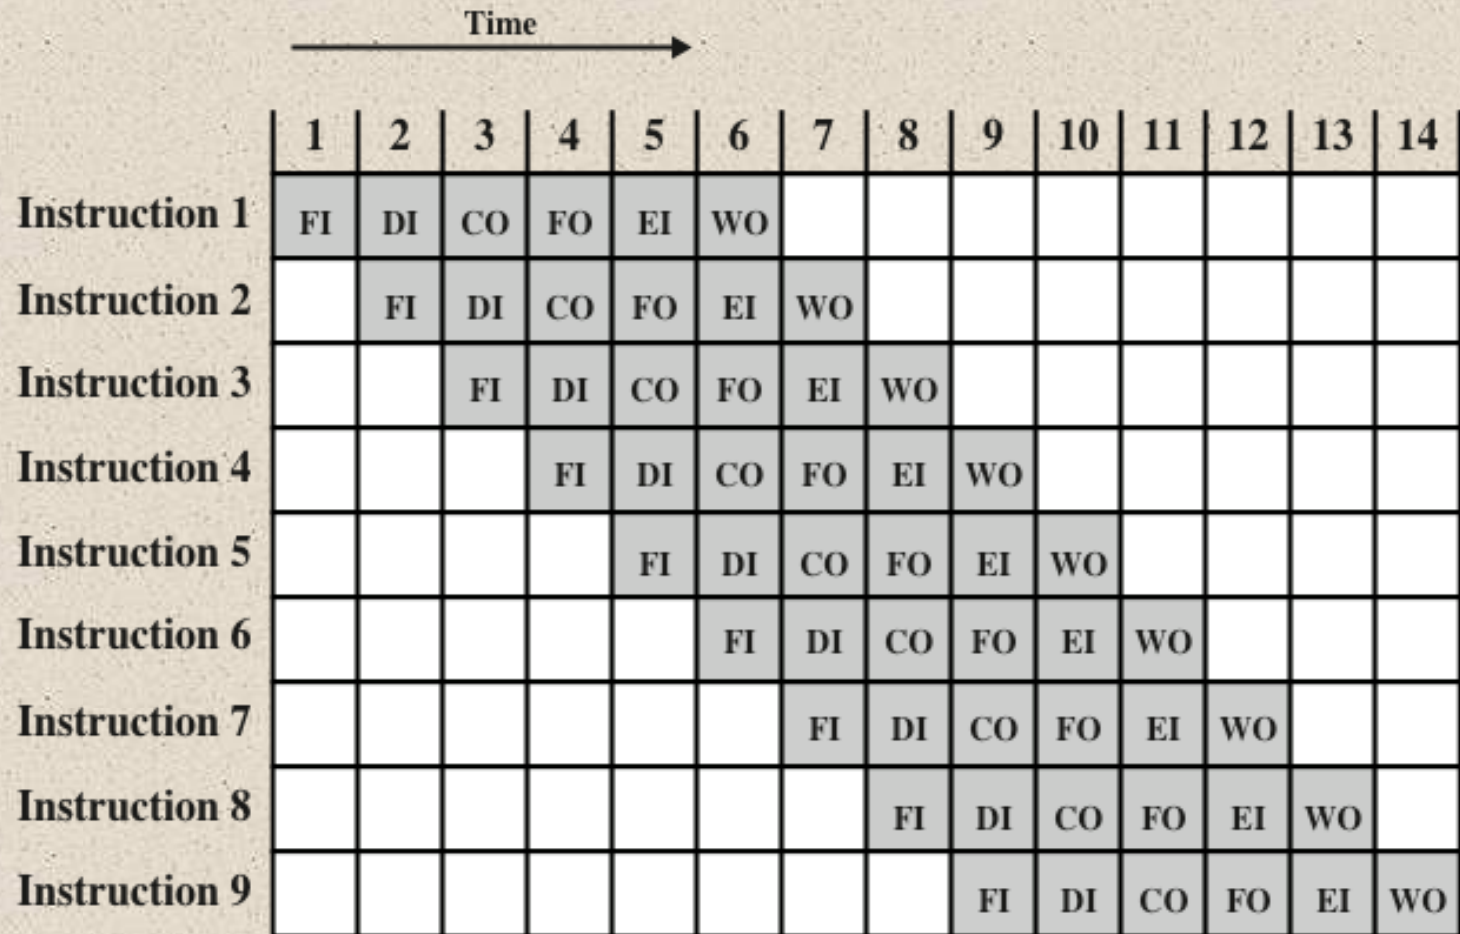 Time
1 2 3 4 5 6 7 8 9 10 11 12 13 14
Instruction 1 FI DI CO FO EI WO
Instruction 2 FI DI CO FO EI WO
Instruction 3 FI DI CO FO EI WO
Instruction 4 FI DI CO FO EI WO
Instruction 5 FI DI CO FO EI WO
Instruction 6 FI DI CO FO EI WO
Instruction 7 FI DI CO FO EI WO
Instruction 8 FI DI CO FO EI WO
Instruction 9 FI DI CO FO EI WO